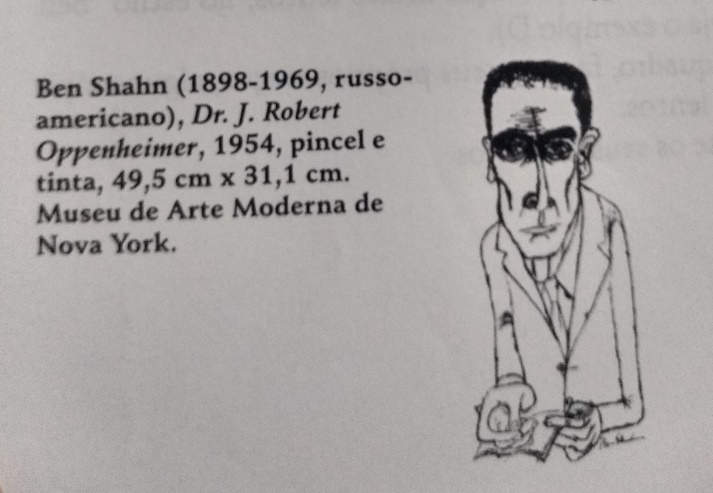 Ben Shahn (1898-1969, russo-
americano), Dr. J. Robert
Oppenheimer, 1954, pincel e
tinta, 49,5 cm x 31,1 cm.
Museu de Arte Moderna de
Nova York.